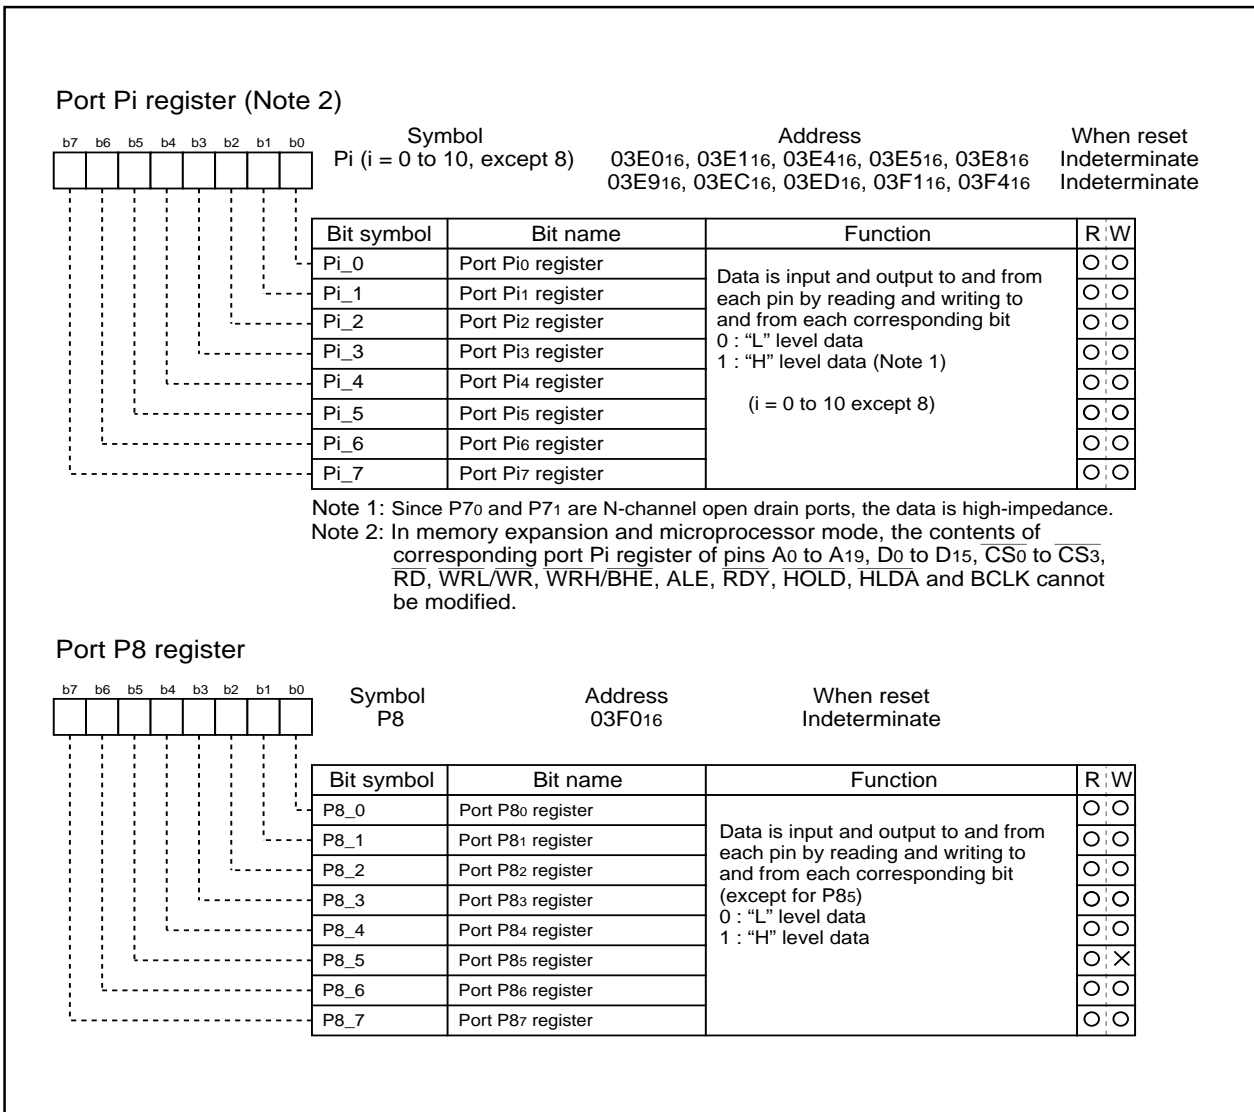 Port Pi register (Note 2)
b7 b6 b5 b4 b3 b2 b1 b0
Symbol Address When reset
Pi (i = 0 to 10, except 8) 03E016, 03E116, 03E416, 03E516, 03E816 Indeterminate
03E916, 03EC16, 03ED16, 03F116, 03F416 Indeterminate
Bit symbol Bit name Function R W
Pi_0 Port Pi0 register
Pi_1 Port Pi1 register
Pi_2 Port Pi2 register
Pi_3 Port Pi3 register
Pi_4 Port Pi4 register
Pi_5 Port Pi5 register
Pi_6 Port Pi6 register
Pi_7 Port Pi7 register
Data is input and output to and from
each pin by reading and writing to
and from each corresponding bit
0 : “L” level data
1 : “H” level data (Note 1)
(i = 0 to 10 except 8)
Note 1: Since P70 and P71 are N-channel open drain ports, the data is high-impedance.
Note 2: In memory expansion and microprocessor mode, the contents of
corresponding port Pi register of pins A0 to A19, D0 to D15, CS0 to CS3,
RD, WRL/WR, WRH/BHE, ALE, RDY, HOLD, HLDA and BCLK cannot
be modified.
Port P8 register
b7 b6 b5 b4 b3 b2 b1 b0
Symbol Address When reset
P8 03F016 Indeterminate
Bit symbol Bit name Function R W
P8_0 Port P80 register
P8_1 Port P81 register
P8_2 Port P82 register
P8_3 Port P83 register
P8_4 Port P84 register
P8_5 Port P85 register
P8_6 Port P86 register
P8_7 Port P87 register
Data is input and output to and from
each pin by reading and writing to
and from each corresponding bit
(except for P85)
0 : “L” level data
1 : “H” level data